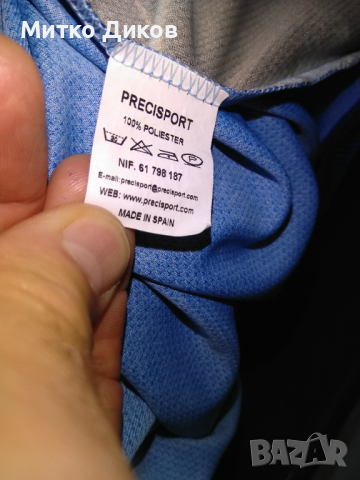 Митко Диков
PRECISPORT
100% POLIESTER
NIF. 61 798 187
E-mail: precisport@precisport.com
WEB: www.precisport.com
MADE IN SPAIN
BAZAR